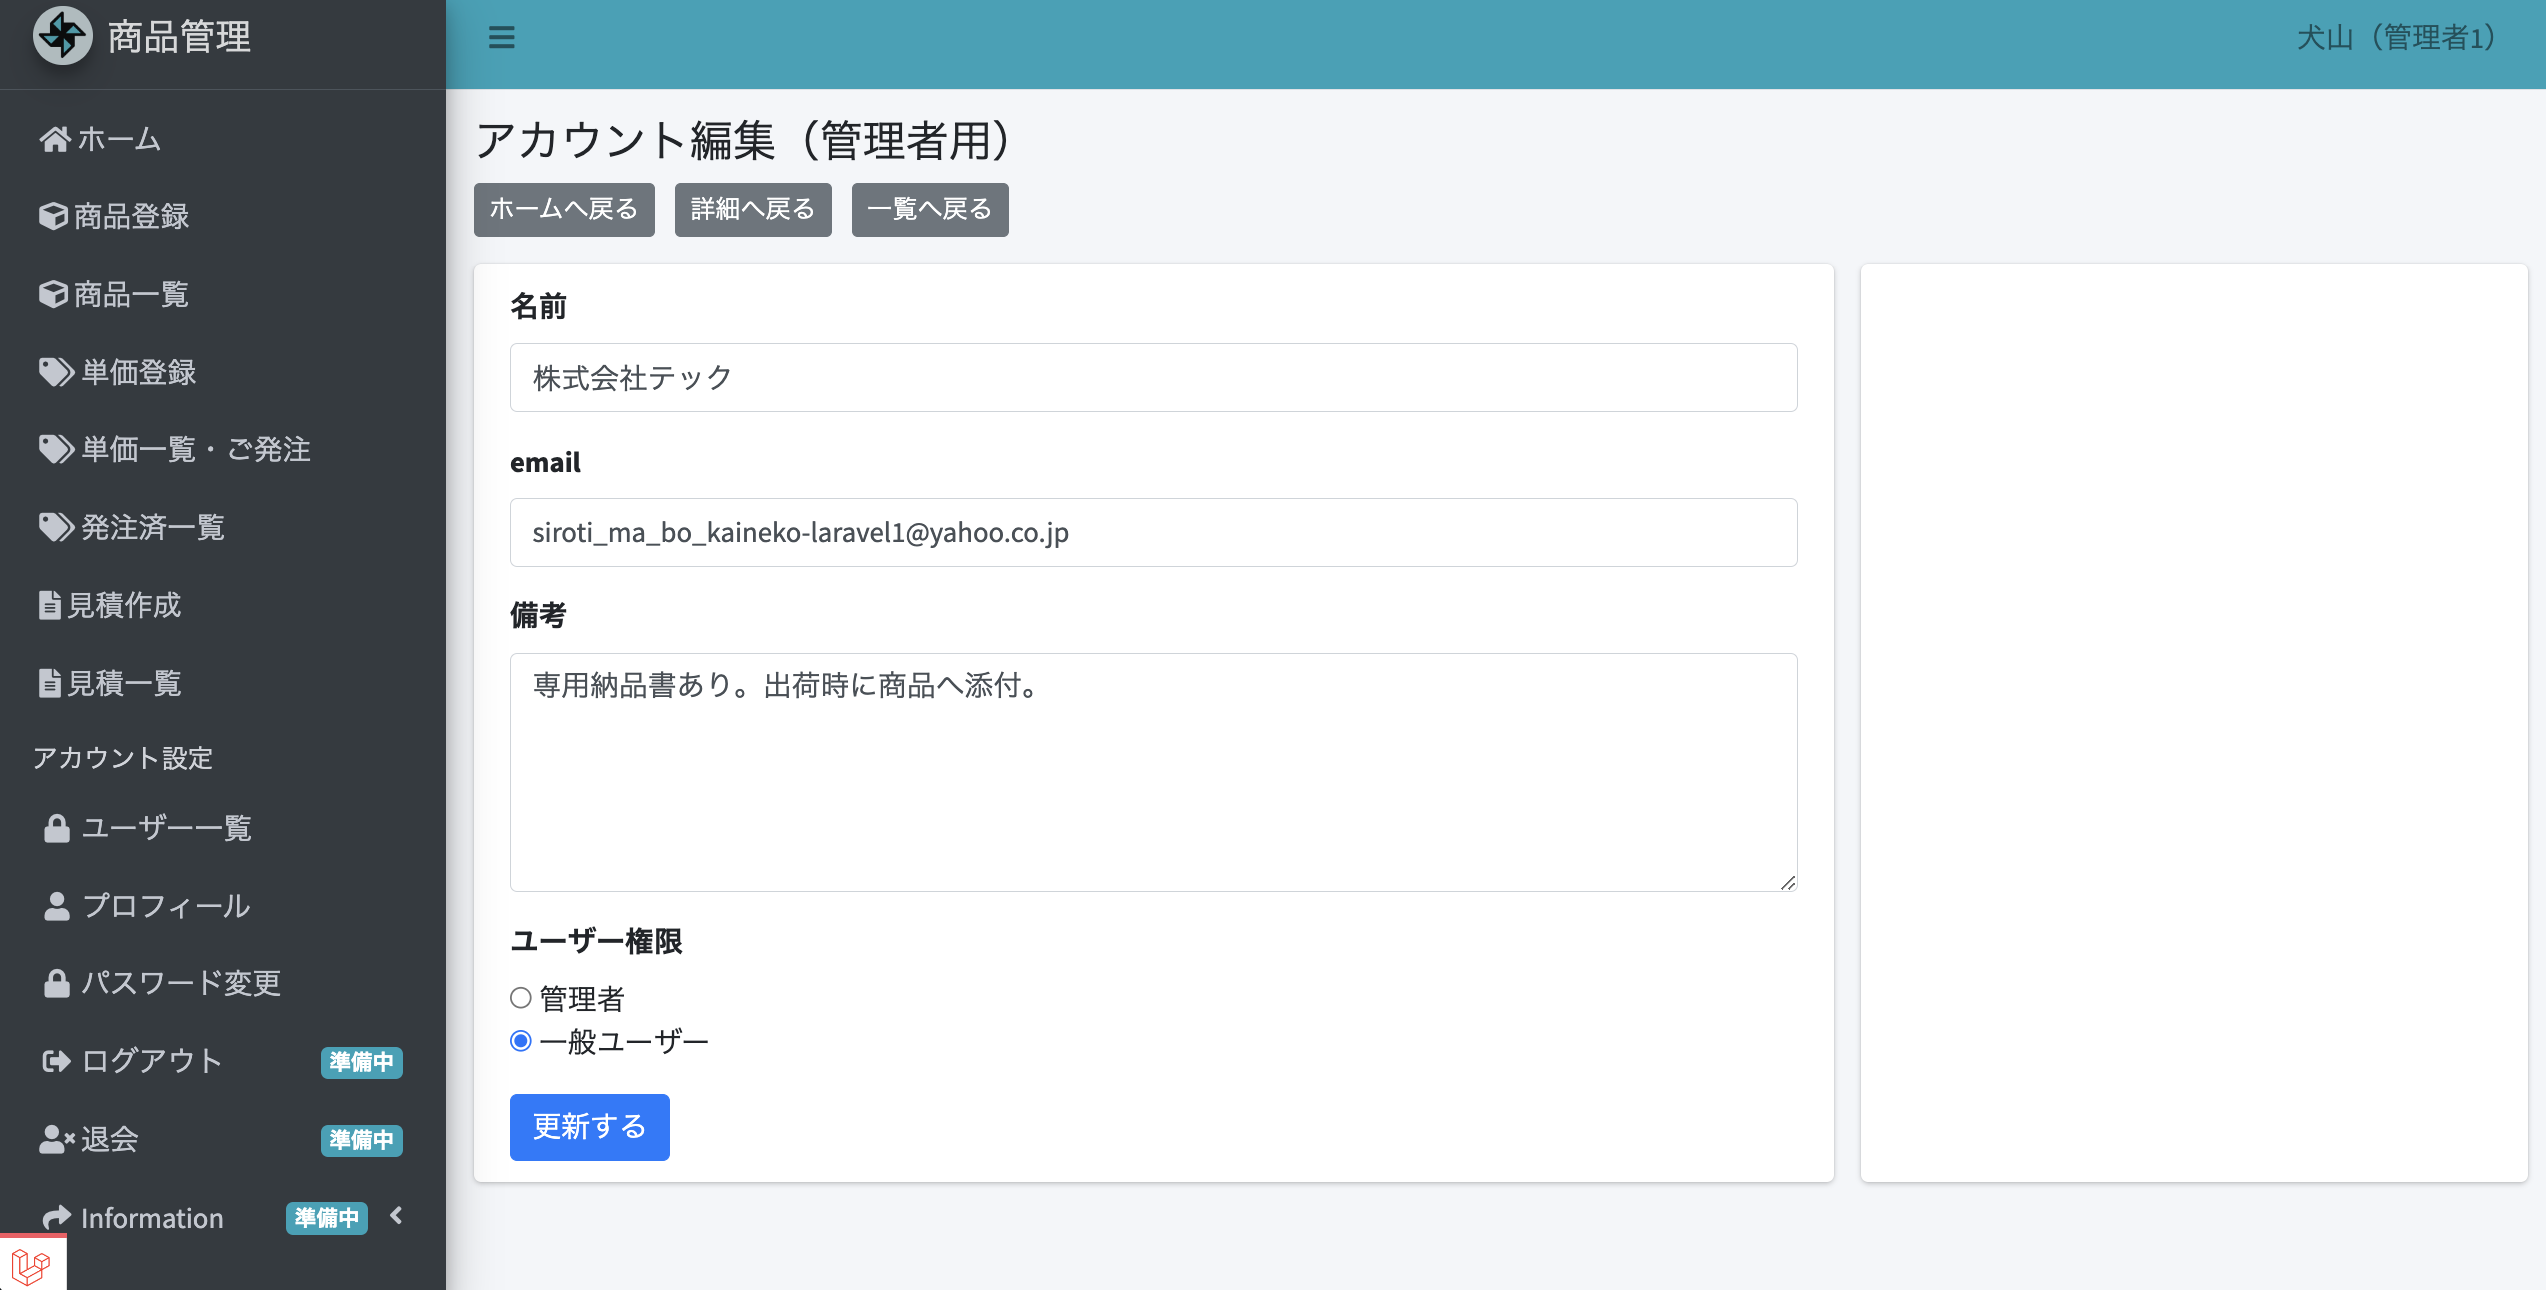 商品管理
犬山（管理者1）
ホーム
商品登録
商品一覧
単価登録
単価一覧・ご発注
発注済一覧
見積作成
見積一覧
アカウント設定
ユーザー一覧
プロフィール
パスワード変更
ログアウト 準備中
退会 準備中
Information 準備中
アカウント編集（管理者用）
ホームへ戻る 詳細へ戻る 一覧へ戻る
名前
株式会社テック
email
siroti_ma_bo_kaineko-laravel1@yahoo.co.jp
備考
専用納品書あり。出荷時に商品へ添付。
ユーザー権限
管理者
一般ユーザー
更新する